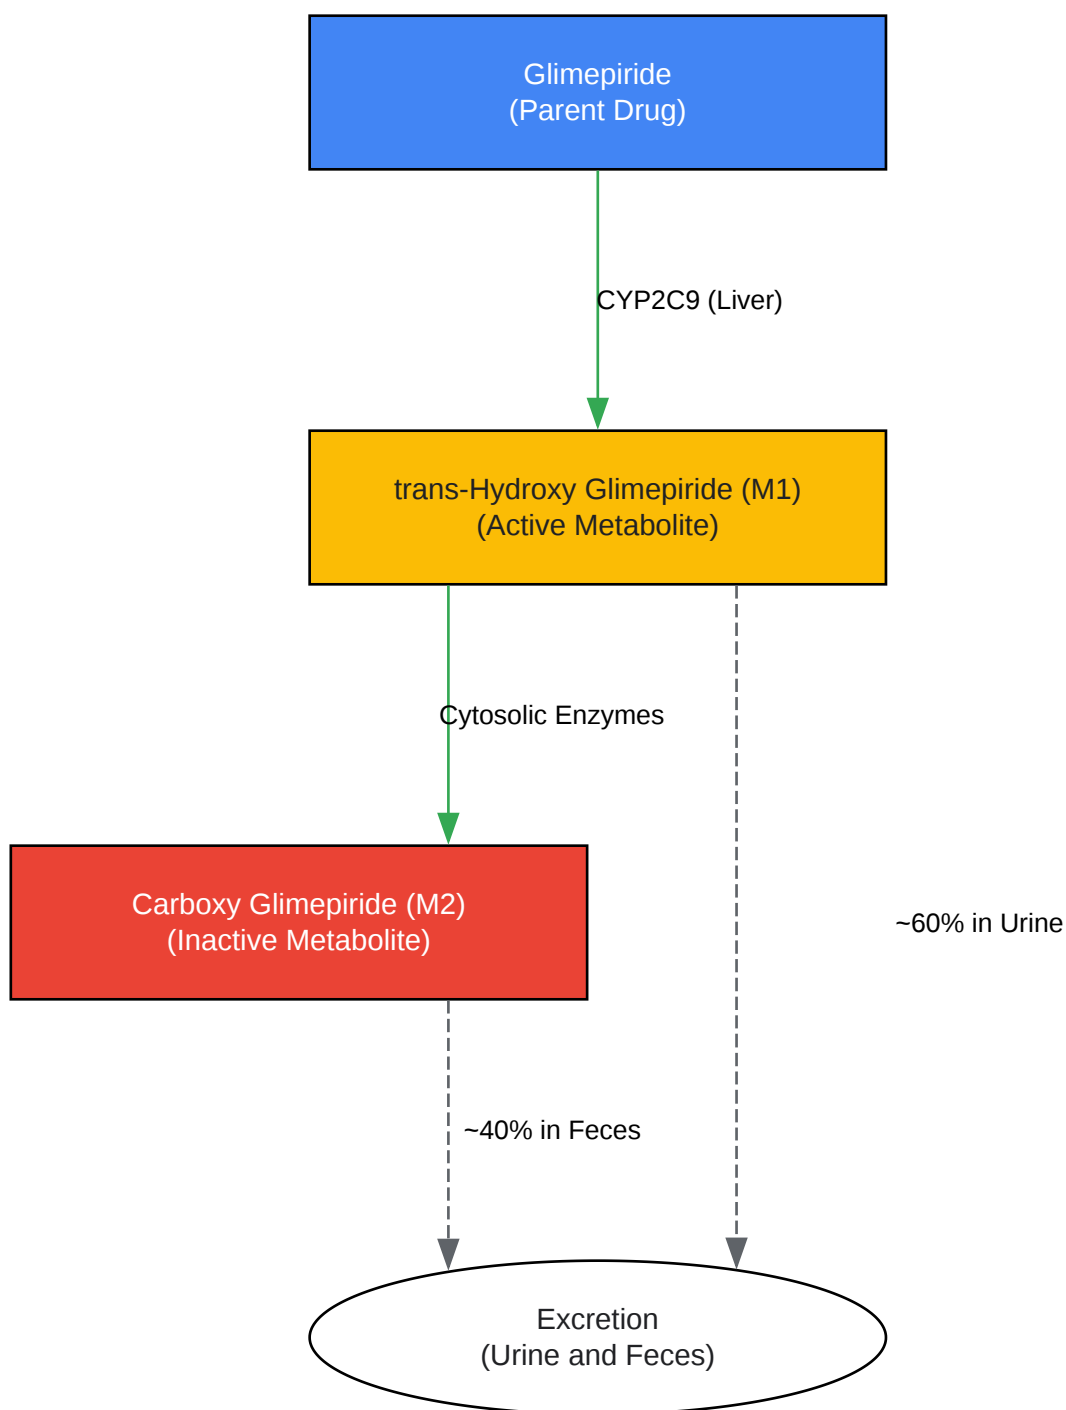 Glimepiride
(Parent Drug)
CYP2C9 (Liver)
trans-Hydroxy Glimepiride (M1)
(Active Metabolite)
Cytosolic Enzymes
Carboxy Glimepiride (M2)
(Inactive Metabolite)
~60% in Urine
~40% in Feces
Excretion
(Urine and Feces)